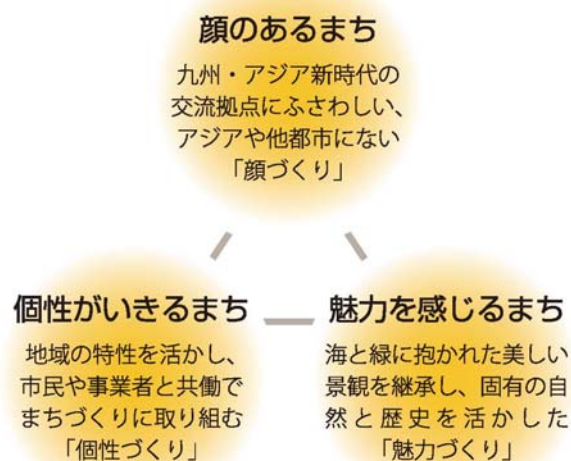 顔のあるまち
九州・アジア新時代の
交流拠点にふさわしい、
アジアや他都市にない
「顔づくり」
個性がいきるまち
地域の特性を活かし、
市民や事業者と共働で
まちづくりに取り組む
「個性づくり」
魅力を感じるまち
海と緑に抱かれた美しい
景観を継承し、固有の自
然と歴史を活かした
「魅力づくり」